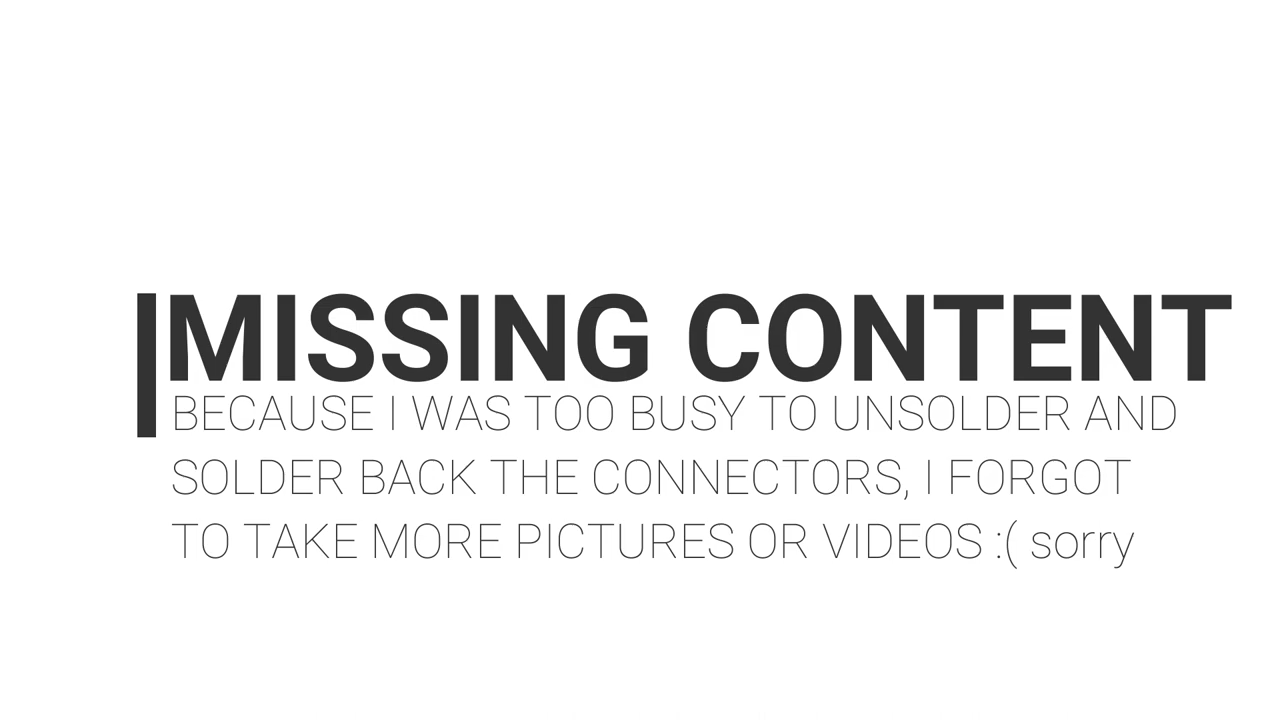 MISSING CONTENT
BECAUSE I WAS TOO BUSY TO UNSOLDER AND
SOLDER BACK THE CONNECTORS, I FORGOT
TO TAKE MORE PICTURES OR VIDEOS :( sorry